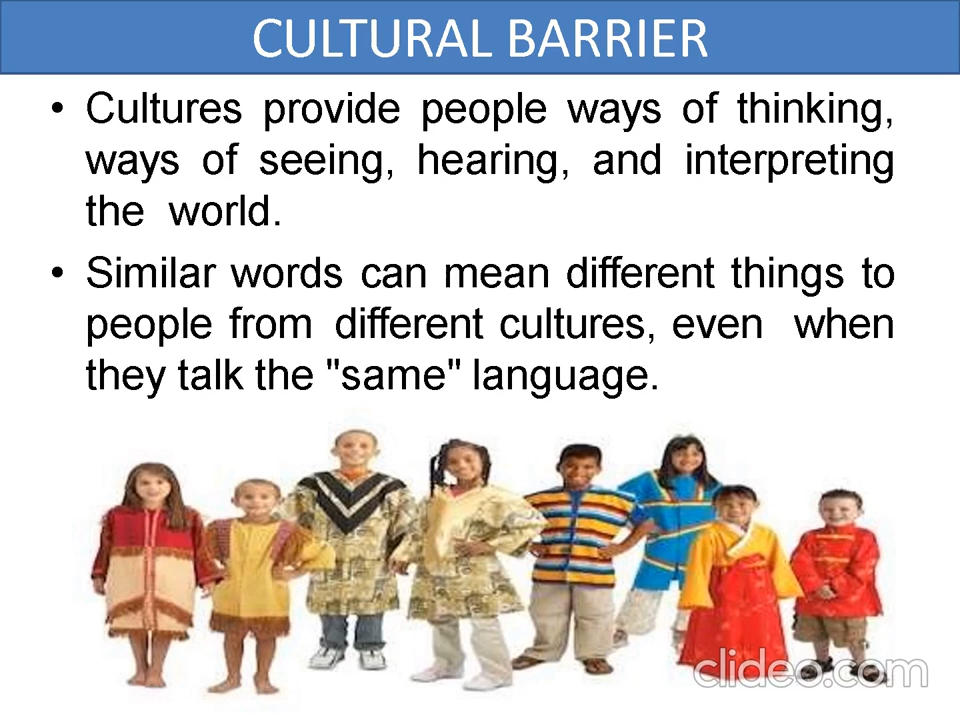 CULTURAL BARRIER
• Cultures provide people ways of thinking,
ways of seeing, hearing, and interpreting
the world.
• Similar words can mean different things to
people from different cultures, even when
they talk the "same" language.
clideo.com